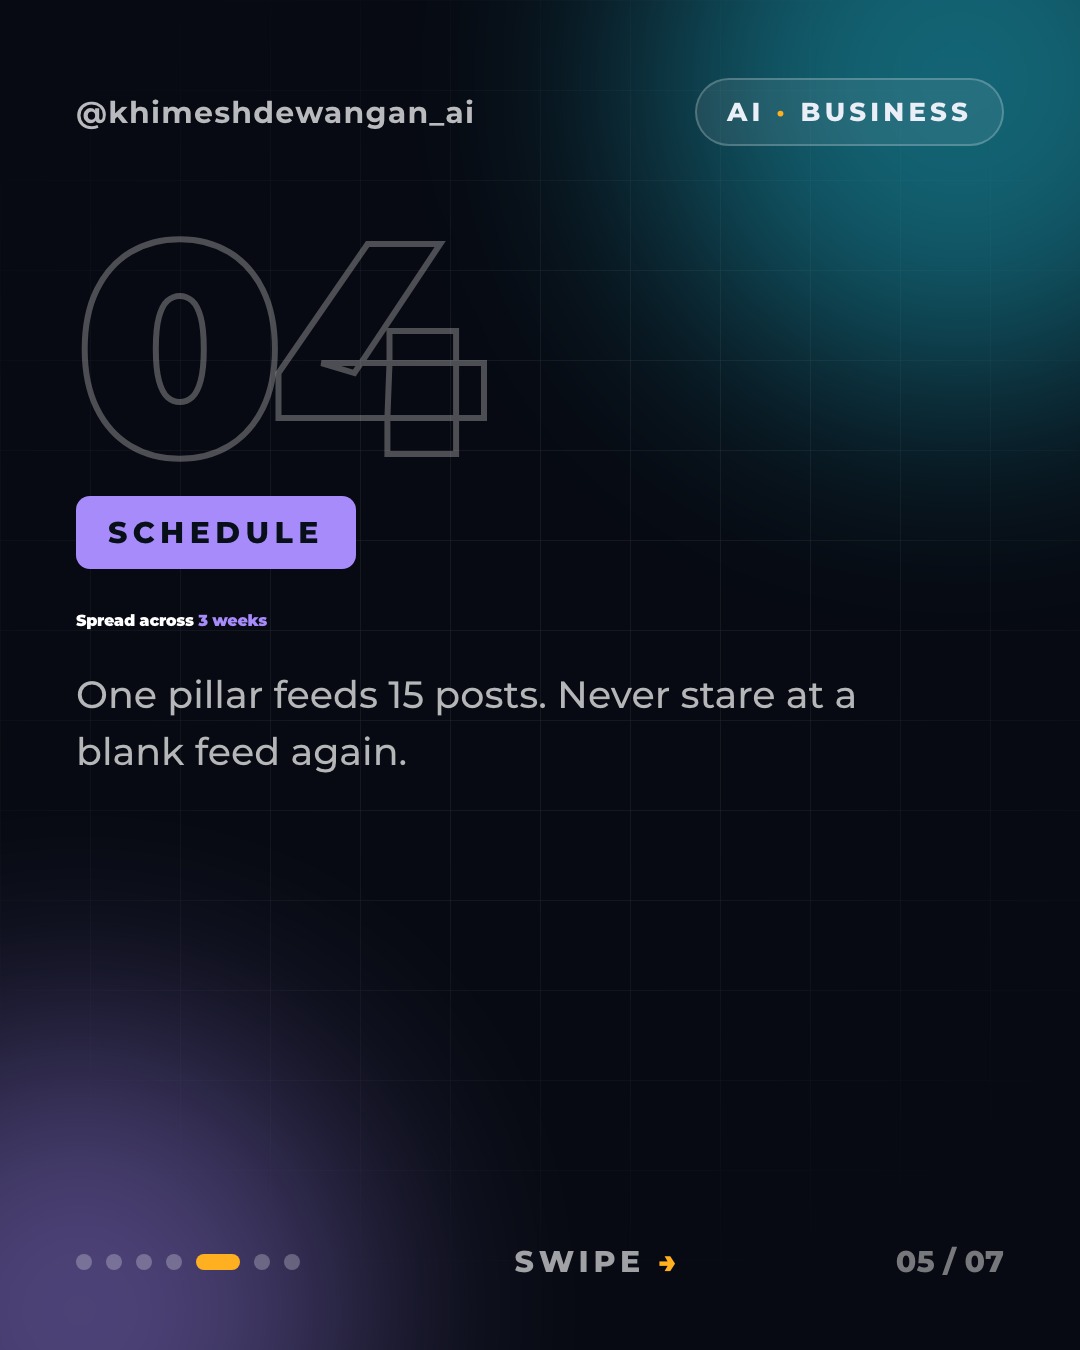 @khimeshdewangan_ai
AI • BUSINESS
04
SCHEDULE
Spread across 3 weeks
One pillar feeds 15 posts. Never stare at a
blank feed again.
SWIPE →
05 / 07